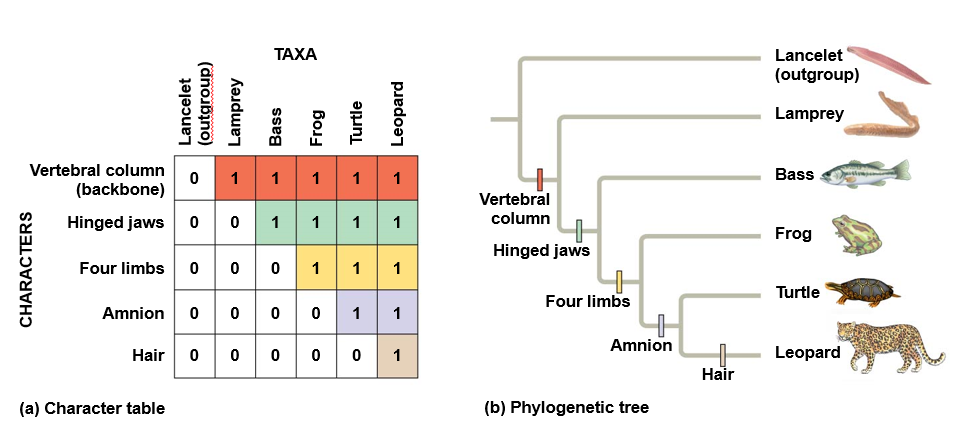 TAXA
Lancelet
(outgroup)
Lamprey
Bass
Frog
Turtle
Leopard
CHARACTERS
Vertebral column
(backbone)
0 1 1 1 1 1
Hinged jaws
0 0 1 1 1 1
Four limbs
0 0 0 1 1 1
Amnion
0 0 0 0 1 1
Hair
0 0 0 0 0 1
(a) Character table
Lancelet
(outgroup)
Lamprey
Bass
Vertebral
column
Frog
Hinged jaws
Turtle
Four limbs
Amnion
Leopard
Hair
(b) Phylogenetic tree